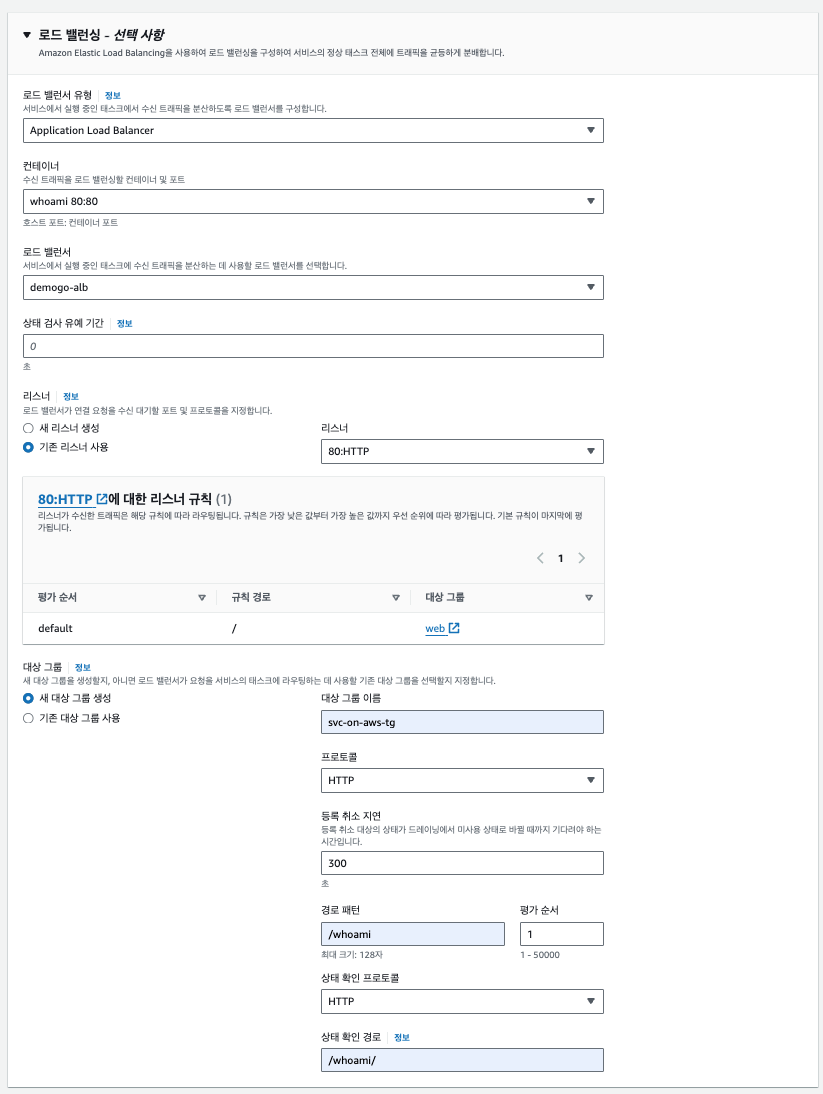 로드 밸런싱 - 선택 사항
Amazon Elastic Load Balancing을 사용하여 로드 밸런싱을 구성하여 서비스의 정상 태스크 전체에 트래픽을 균등하게 분배합니다.
로드 밸런서 유형 정보
서비스에서 실행 중인 태스크에서 수신 트래픽을 분산하도록 로드 밸런서를 구성합니다.
Application Load Balancer
컨테이너
수신 트래픽을 로드 밸런싱할 컨테이너 및 포트
whoami 80:80
호스트 포트: 컨테이너 포트
로드 밸런서
서비스에서 실행 중인 태스크에 수신 트래픽을 분산하는 데 사용할 로드 밸런서를 선택합니다.
demogo-alb
상태 검사 유예 기간 정보
0
초
리스너 정보
로드 밸런서가 연결 요청을 수신 대기할 포트 및 프로토콜을 지정합니다.
새 리스너 생성
기존 리스너 사용
리스너
80:HTTP
80:HTTP에 대한 리스너 규칙 (1)
리스너가 수신한 트래픽은 해당 규칙에 따라 라우팅됩니다. 규칙은 가장 낮은 값부터 가장 높은 값까지 우선 순위에 따라 평가됩니다. 기본 규칙이 마지막에 평
가됩니다.
1
평가 순서 규칙 경로 대상 그룹
default / web
대상 그룹 정보
새 대상 그룹을 생성할지, 아니면 로드 밸런서가 요청을 서비스의 태스크에 라우팅하는 데 사용할 기존 대상 그룹을 선택할지 지정합니다.
새 대상 그룹 생성
기존 대상 그룹 사용
대상 그룹 이름
svc-on-aws-tg
프로토콜
HTTP
등록 취소 지연
등록 취소 대상의 상태가 드레이닝에서 미사용 상태로 바뀔 때까지 기다려야 하는
시간입니다.
300
초
경로 패턴 평가 순서
/whoami 1
최대 크기: 128자 1 - 50000
상태 확인 프로토콜
HTTP
상태 확인 경로 정보
/whoami/